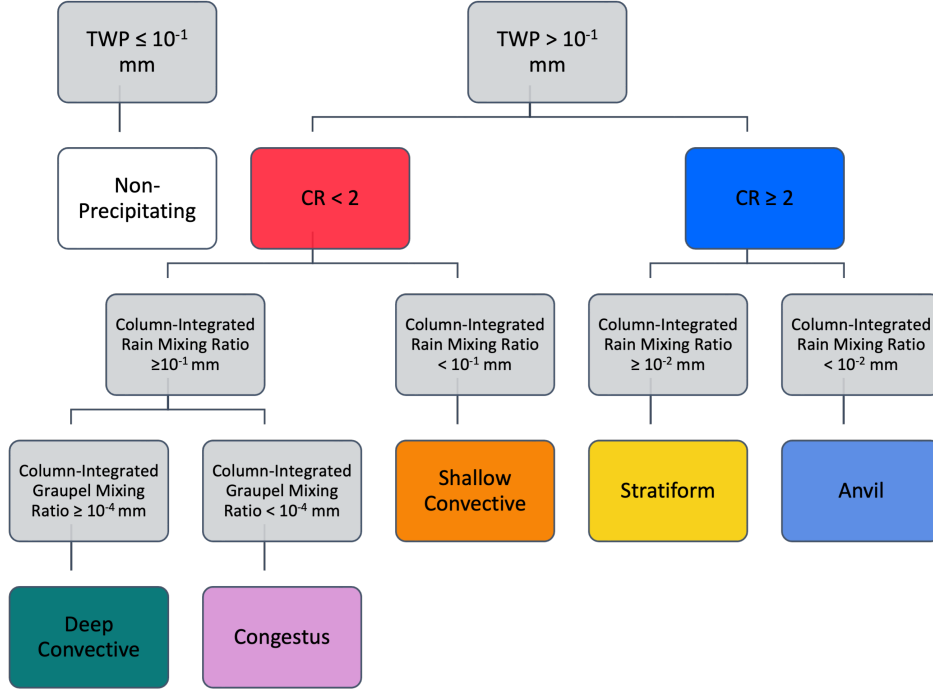 TWP ≤ 10⁻¹
mm
TWP > 10⁻¹
mm
Non-
Precipitating
CR < 2
CR ≥ 2
Column-Integrated
Rain Mixing Ratio
≥10⁻¹ mm
Column-Integrated
Rain Mixing Ratio
< 10⁻¹ mm
Column-Integrated
Rain Mixing Ratio
≥ 10⁻² mm
Column-Integrated
Rain Mixing Ratio
< 10⁻² mm
Column-Integrated
Graupel Mixing
Ratio ≥ 10⁻⁴ mm
Column-Integrated
Graupel Mixing
Ratio < 10⁻⁴ mm
Shallow
Convective
Stratiform
Anvil
Deep
Convective
Congestus